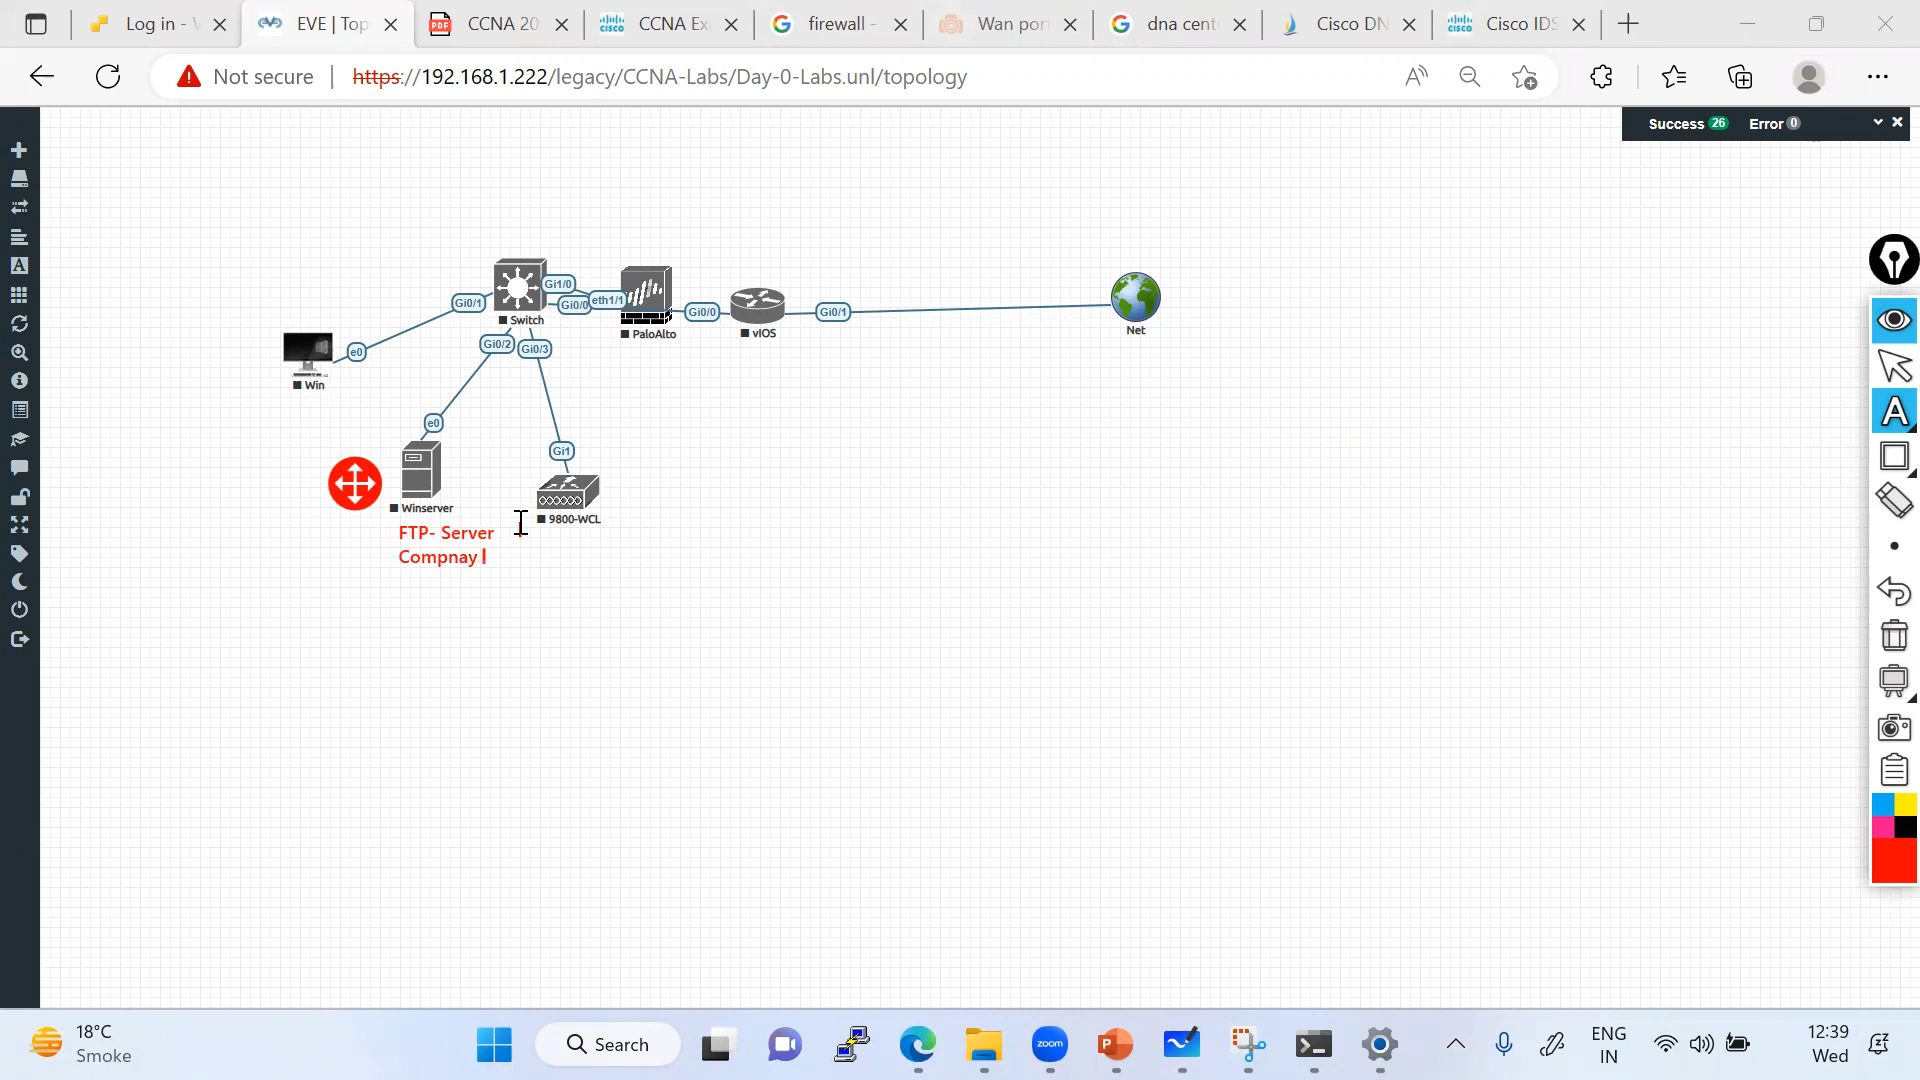 Log in -
EVE | Top
CCNA 20
CCNA Ex
firewall -
Wan port
dna cent
Cisco DN
Cisco IDS
Not secure
https://192.168.1.222/legacy/CCNA-Labs/Day-0-Labs.unl/topology
Success 26 Error 0
Gi1/0
Gi0/1
Gi0/0
eth1/1
Gi0/0
Gi0/1
Switch
PaloAlto
vIOS
Net
Gi0/2
Gi0/3
e0
Win
e0
Gi1
Winserver
9800-WCL
FTP- Server
Compnay
18°C
Smoke
Search
zoom
ENG
IN
12:39
Wed